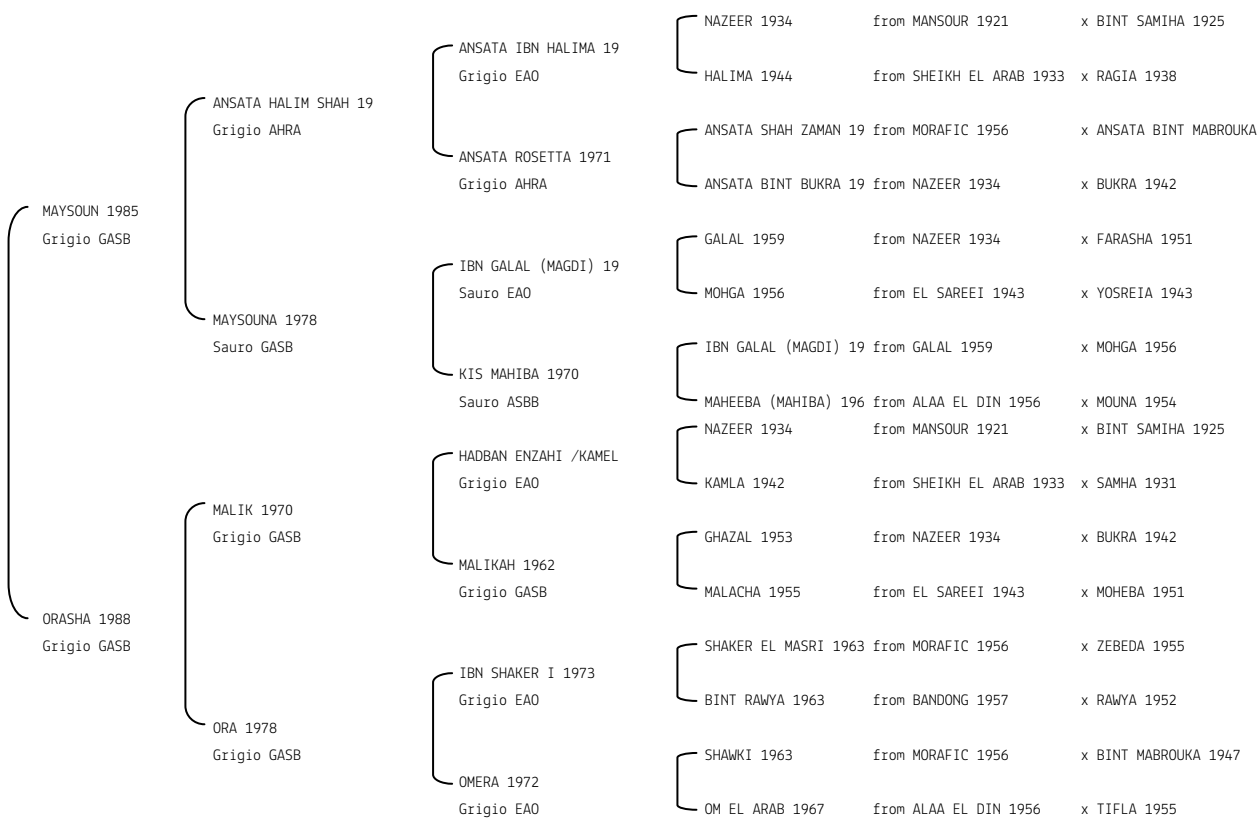 NAZEER 1934 from MANSOUR 1921 x BINT SAMIHA 1925
ANSATA IBN HALIMA 19
Grigio EAO
HALIMA 1944 from SHEIKH EL ARAB 1933 x RAGIA 1938
ANSATA HALIM SHAH 19
Grigio AHRA
ANSATA SHAH ZAMAN 19 from MORAFIC 1956 x ANSATA BINT MABROUKA
ANSATA ROSETTA 1971
Grigio AHRA
ANSATA BINT BUKRA 19 from NAZEER 1934 x BUKRA 1942
MAYSOUN 1985
Grigio GASB
GALAL 1959 from NAZEER 1934 x FARASHA 1951
IBN GALAL (MAGDI) 19
Sauro EAO
MOHGA 1956 from EL SAREEI 1943 x YOSREIA 1943
MAYSOUNA 1978
Sauro GASB
IBN GALAL (MAGDI) 19 from GALAL 1959 x MOHGA 1956
KIS MAHIBA 1970
Sauro ASBB
MAHEEBA (MAHIBA) 196 from ALAA EL DIN 1956 x MOUNA 1954
NAZEER 1934 from MANSOUR 1921 x BINT SAMIHA 1925
HADBAN ENZAHI /KAMEL
Grigio EAO
KAMLA 1942 from SHEIKH EL ARAB 1933 x SAMHA 1931
MALIK 1970
Grigio GASB
GHAZAL 1953 from NAZEER 1934 x BUKRA 1942
MALIKAH 1962
Grigio GASB
MALACHA 1955 from EL SAREEI 1943 x MOHEBA 1951
ORASHA 1988
Grigio GASB
SHAKER EL MASRI 1963 from MORAFIC 1956 x ZEBEDA 1955
IBN SHAKER I 1973
Grigio EAO
BINT RAWYA 1963 from BANDONG 1957 x RAWYA 1952
ORA 1978
Grigio GASB
SHAWKI 1963 from MORAFIC 1956 x BINT MABROUKA 1947
OMERA 1972
Grigio EAO
OM EL ARAB 1967 from ALAA EL DIN 1956 x TIFLA 1955